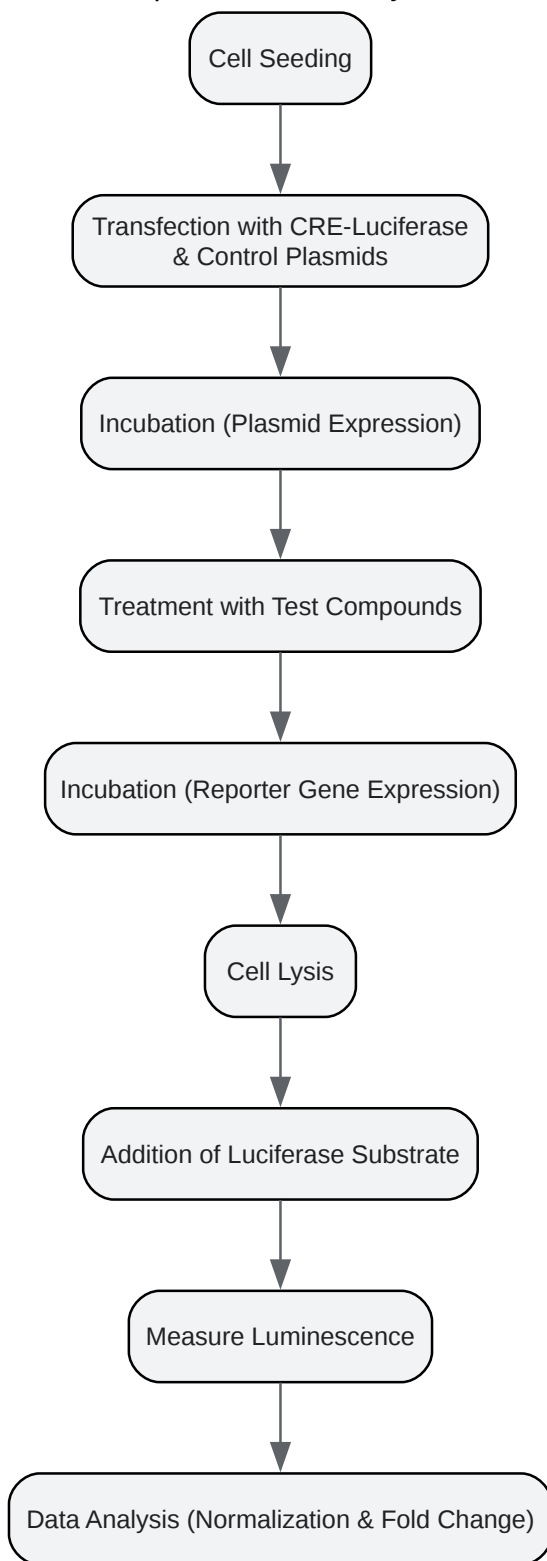 Cell Seeding
Transfection with CRE-Luciferase
& Control Plasmids
Incubation (Plasmid Expression)
Treatment with Test Compounds
Incubation (Reporter Gene Expression)
Cell Lysis
Addition of Luciferase Substrate
Measure Luminescence
Data Analysis (Normalization & Fold Change)